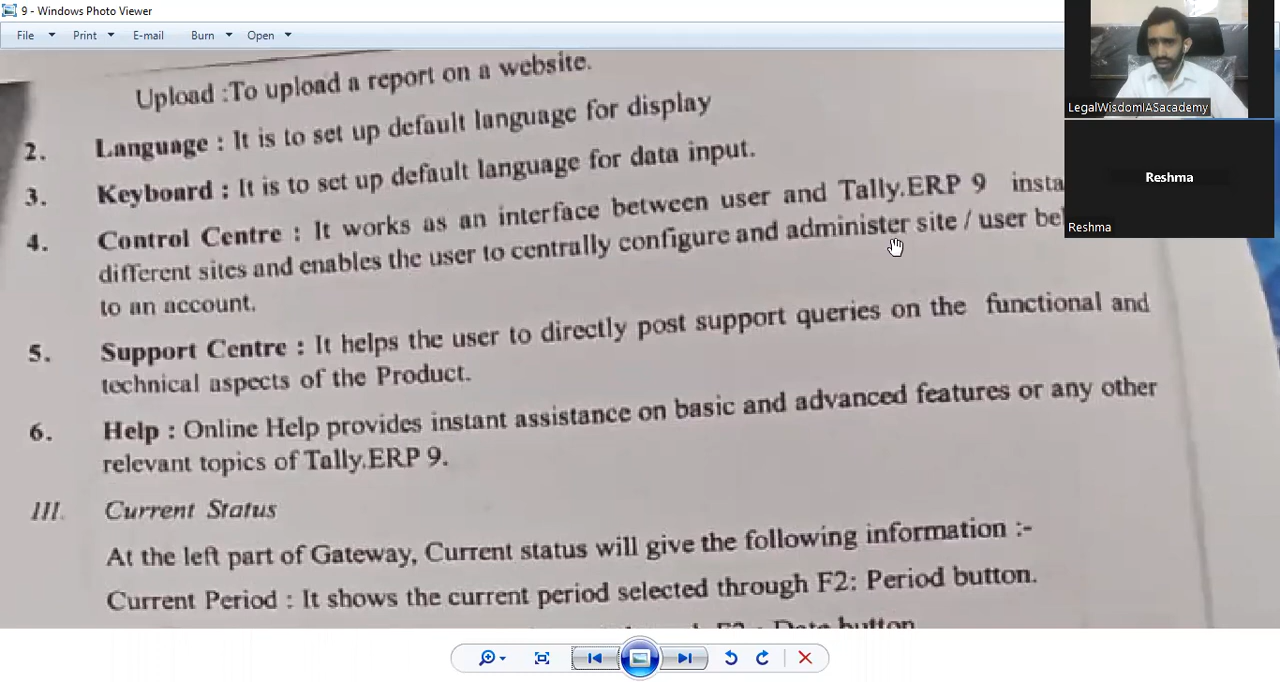 9 - Windows Photo Viewer
File Print E-mail Burn Open
Upload :To upload a report on a website.
2. Language : It is to set up default language for display
3. Keyboard : It is to set up default language for data input.
4. Control Centre : It works as an interface between user and Tally.ERP 9 insta
different sites and enables the user to centrally configure and administer site / user be
to an account.
5. Support Centre : It helps the user to directly post support queries on the functional and
technical aspects of the Product.
6. Help : Online Help provides instant assistance on basic and advanced features or any other
relevant topics of Tally.ERP 9.
III. Current Status
At the left part of Gateway, Current status will give the following information :-
Current Period : It shows the current period selected through F2: Period button.
Date button
LegalWisdomIASacademy
Reshma
Reshma